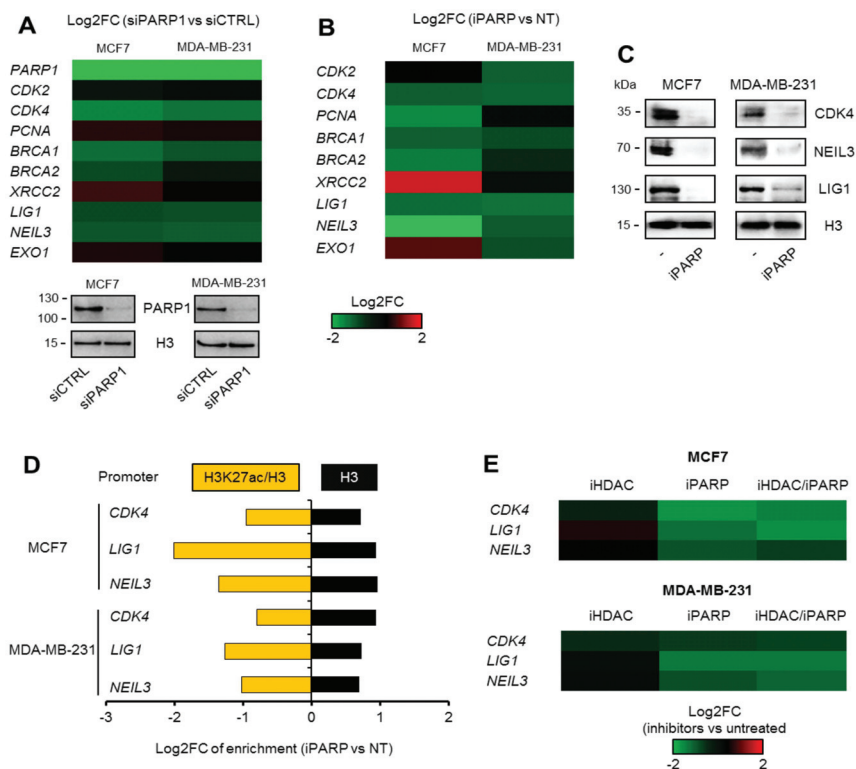 A
Log2FC (siPARP1 vs siCTRL)
MCF7 MDA-MB-231
PARP1
CDK2
CDK4
PCNA
BRCA1
BRCA2
XRCC2
LIG1
NEIL3
EXO1
MCF7 MDA-MB-231
130
100
PARP1
15
H3
siCTRL siPARP1 siCTRL siPARP1
B
Log2FC (iPARP vs NT)
MCF7 MDA-MB-231
CDK2
CDK4
PCNA
BRCA1
BRCA2
XRCC2
LIG1
NEIL3
EXO1
Log2FC
-2 2
C
kDa MCF7 MDA-MB-231
35 - CDK4
70 - NEIL3
130 - LIG1
15 - H3
- iPARP - iPARP
D
Promoter H3K27ac/H3 H3
MCF7
CDK4
LIG1
NEIL3
MDA-MB-231
CDK4
LIG1
NEIL3
-3 -2 -1 0 1 2
Log2FC of enrichment (iPARP vs NT)
E
MCF7
iHDAC iPARP iHDAC/iPARP
CDK4
LIG1
NEIL3
MDA-MB-231
iHDAC iPARP iHDAC/iPARP
CDK4
LIG1
NEIL3
Log2FC
(inhibitors vs untreated
-2 2